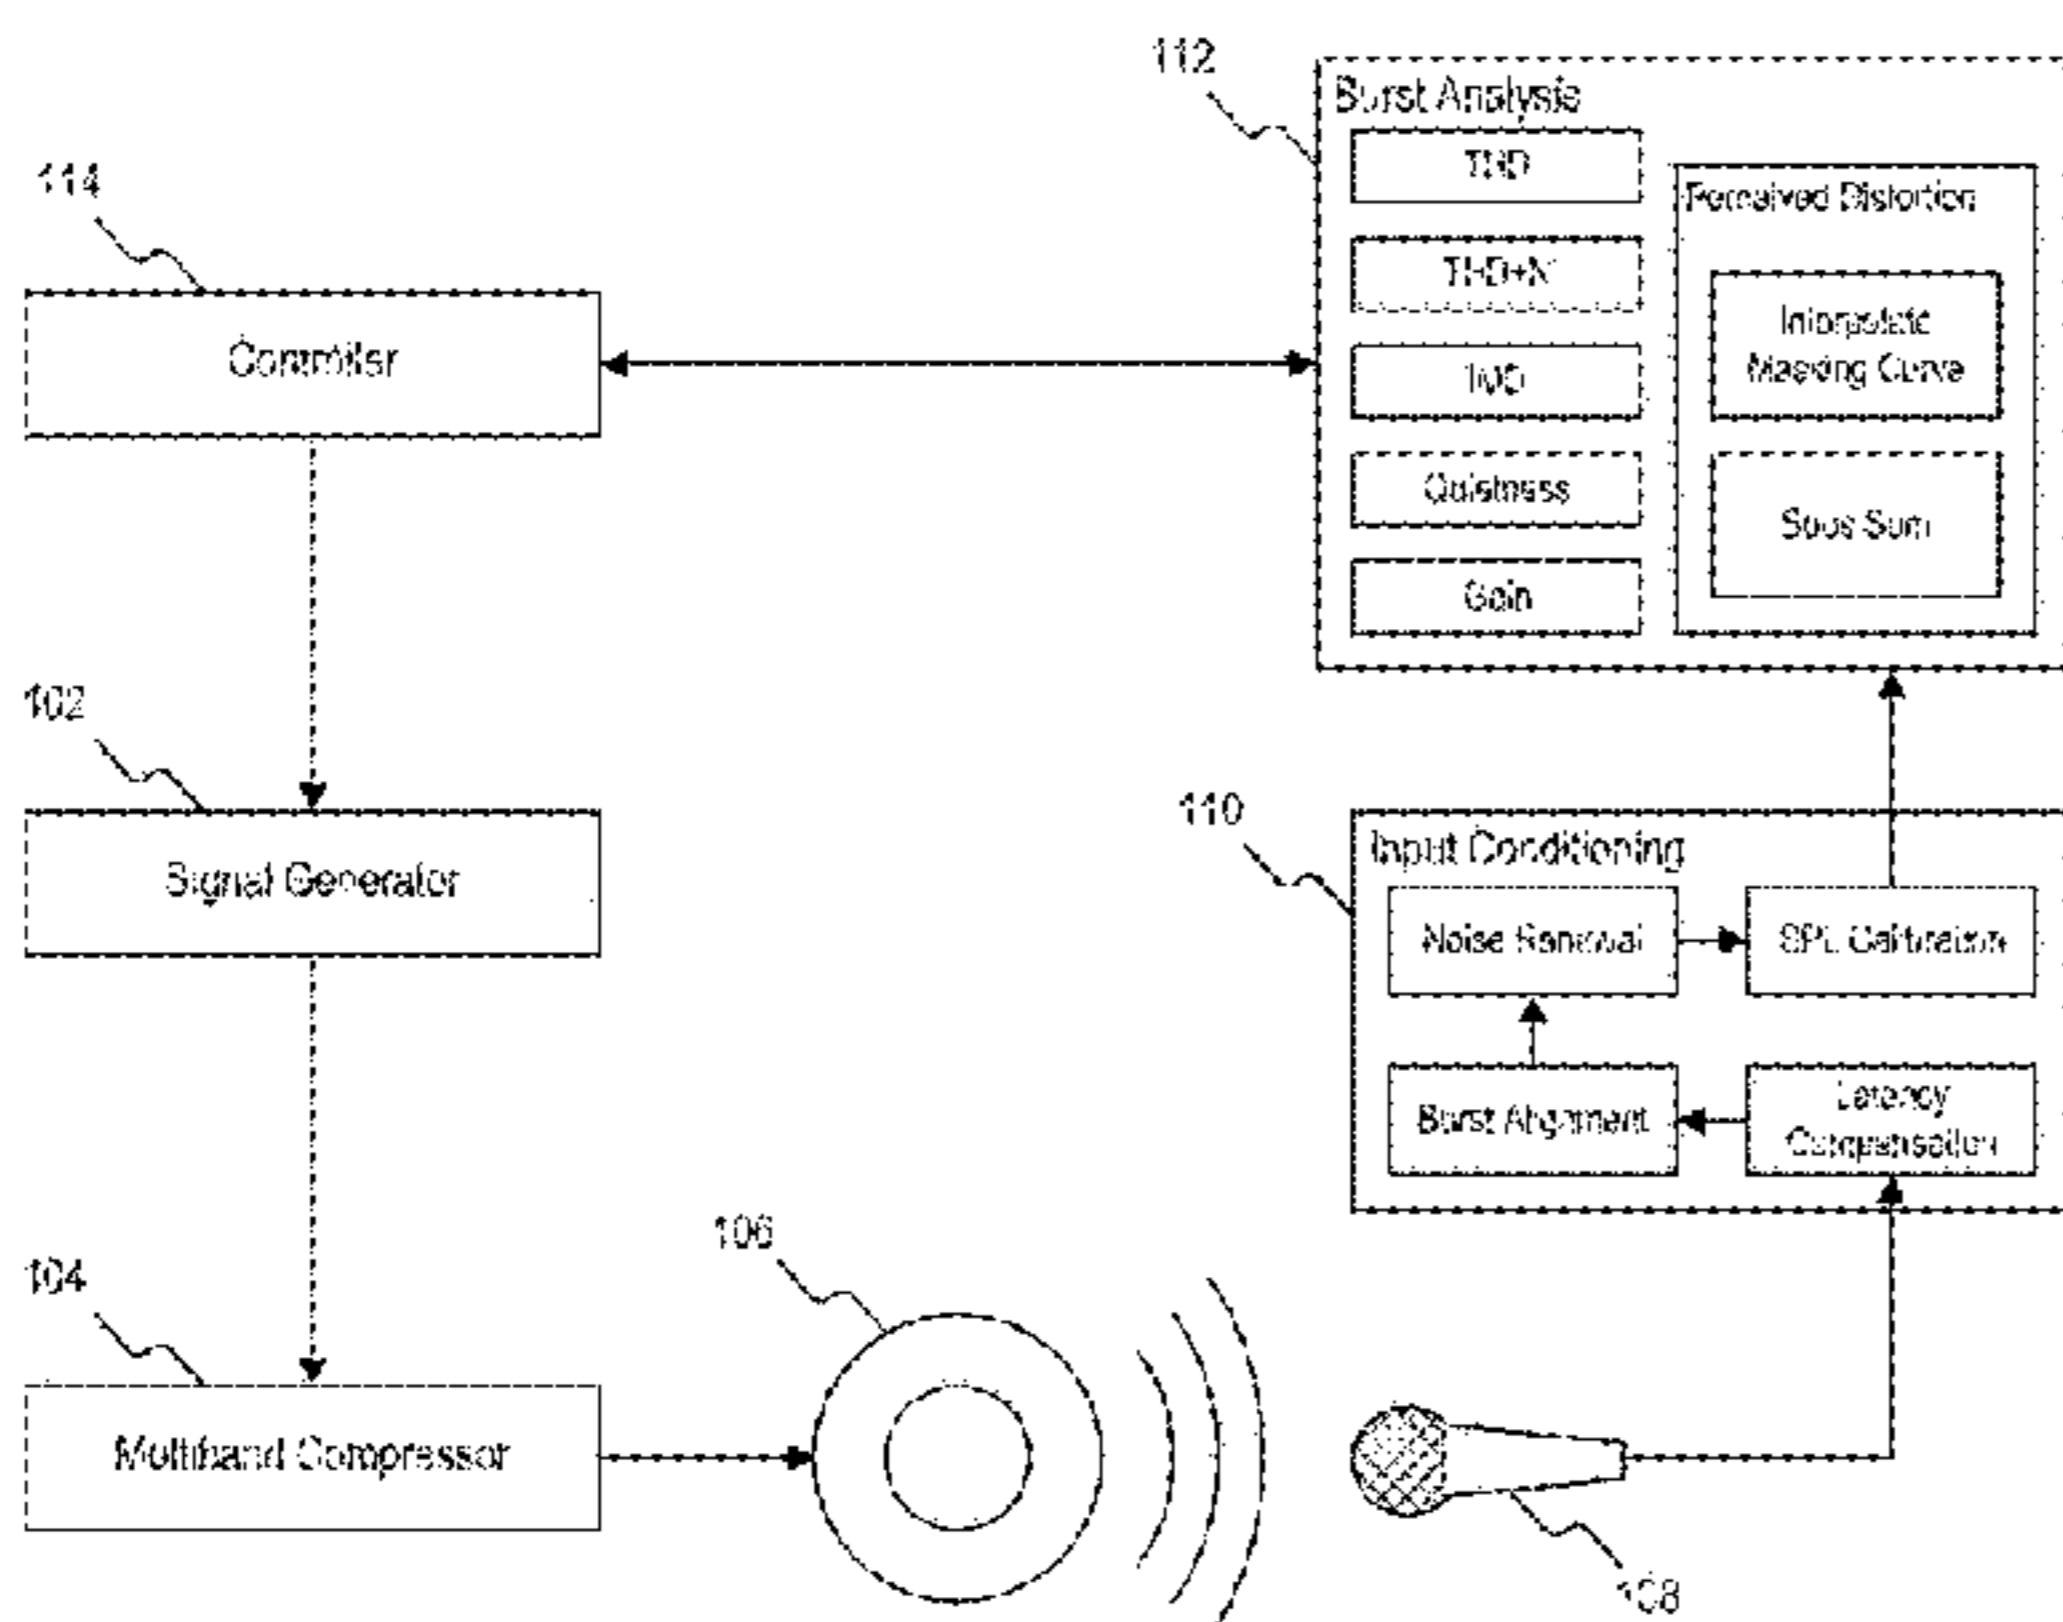 112
Burst Analysis
114
THD
Perceived Distortion
THD+N
Interpolate
Masking Curve
Controller
IMD
Quietness
Sum
Gain
102
110
Input Conditioning
Signal Generator
Noise Removal
SPL Calibration
Burst Alignment
Latency
Compensation
106
104
Multiband Compressor
108